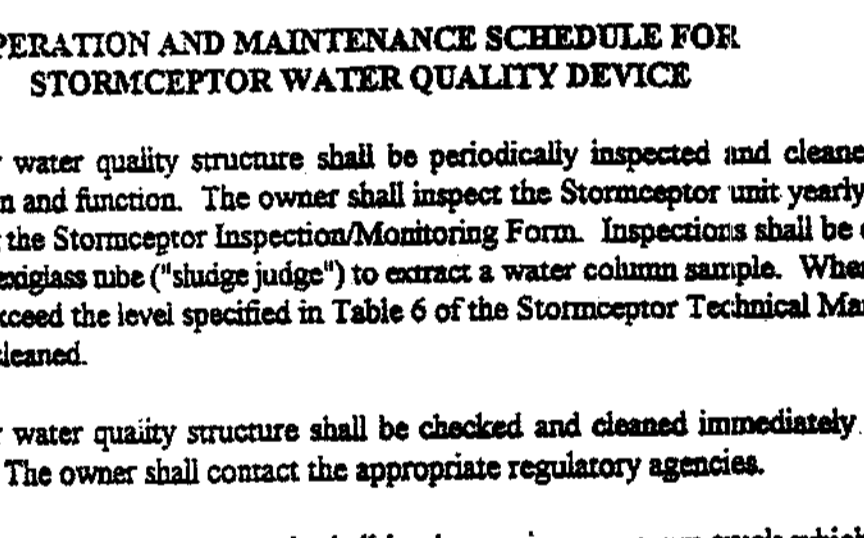 PERATION AND MAINTENANCE SCHEDULE FOR
STORMCEPTOR WATER QUALITY DEVICE
water quality structure shall be periodically inspected and cleane
n and function. The owner shall inspect the Stormceptor unit yearly
the Stormceptor Inspection/Monitoring Form. Inspections shall be
exiglass tube ("sludge judge") to extract a water column sample. Whe
xceed the level specified in Table 6 of the Stormceptor Technical Ma
leaned.
water quality structure shall be checked and cleaned immediately
The owner shall contact the appropriate regulatory agencies.